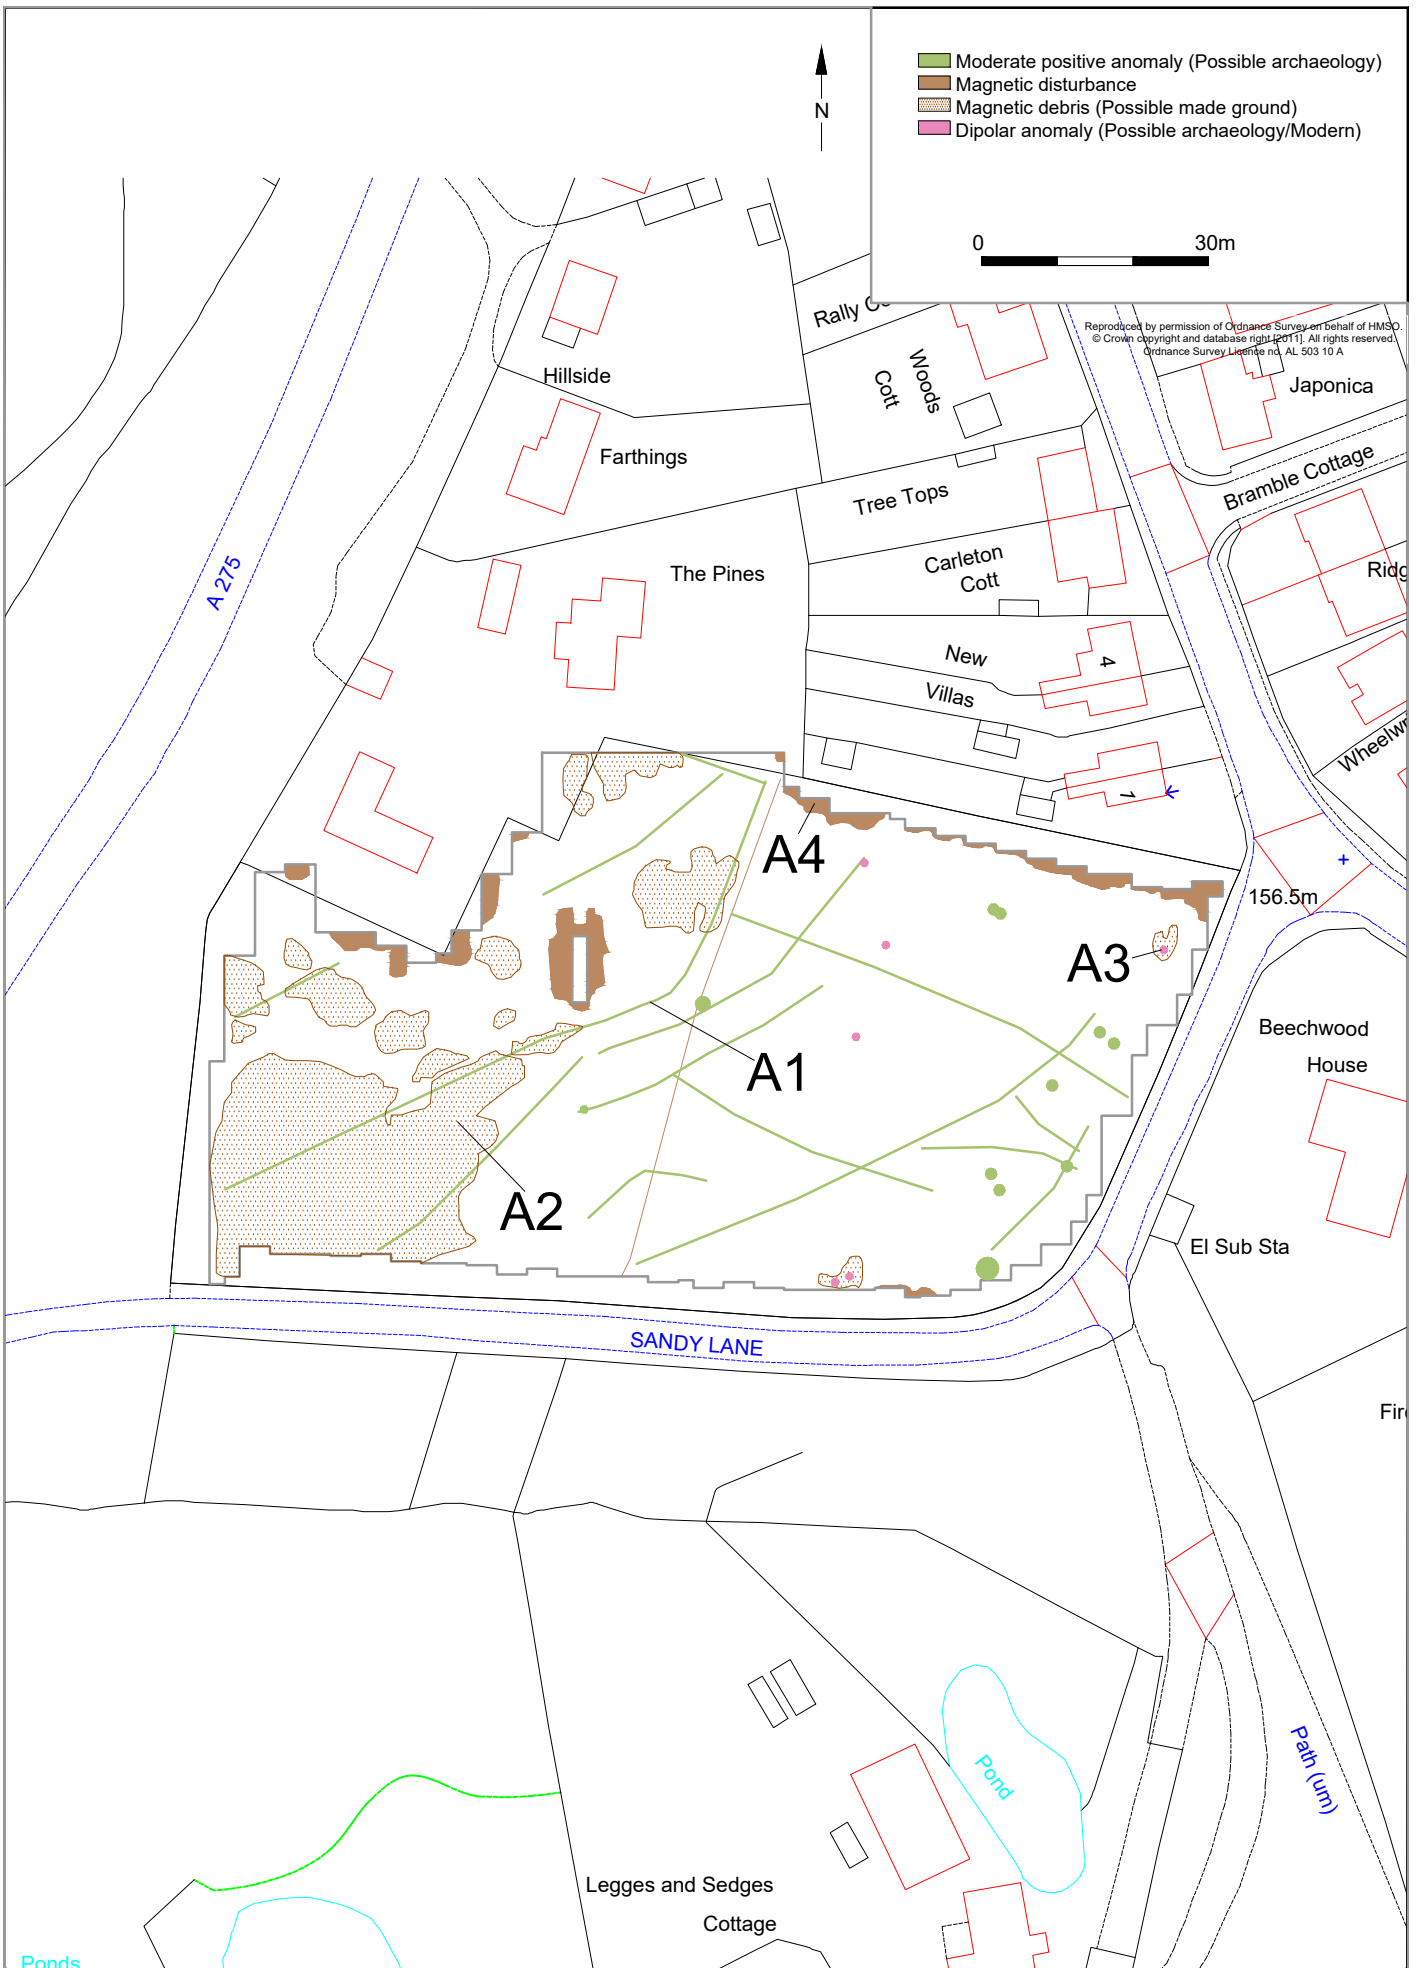 Moderate positive anomaly (Possible archaeology)
Magnetic disturbance
Magnetic debris (Possible made ground)
Dipolar anomaly (Possible archaeology/Modern)
N
0 30m
Reproduced by permission of Ordnance Survey on behalf of HMSO.
© Crown copyright and database right [2011]. All rights reserved.
Ordnance Survey Licence no. AL 503 10 A
Rally
Woods
Cott
Japonica
Hillside
Farthings
Bramble Cottage
Tree Tops
Carleton
Cott
A 275
The Pines
New
Villas
4
1
A4
156.5m
A3
Beechwood
House
A1
A2
El Sub Sta
SANDY LANE
Pond
Path (um)
Legges and Sedges
Cottage
Ponds